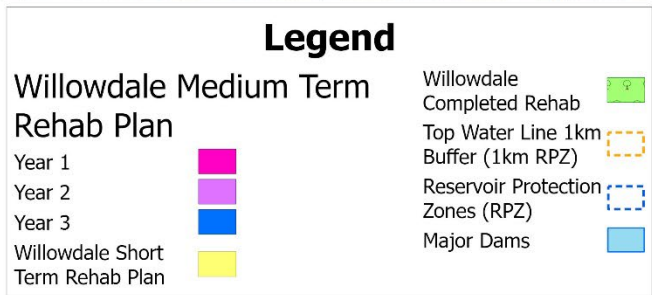 Legend
Willowdale Medium Term
Rehab Plan
Year 1
Year 2
Year 3
Willowdale Short
Term Rehab Plan
Willowdale
Completed Rehab
Top Water Line 1km
Buffer (1km RPZ)
Reservoir Protection
Zones (RPZ)
Major Dams